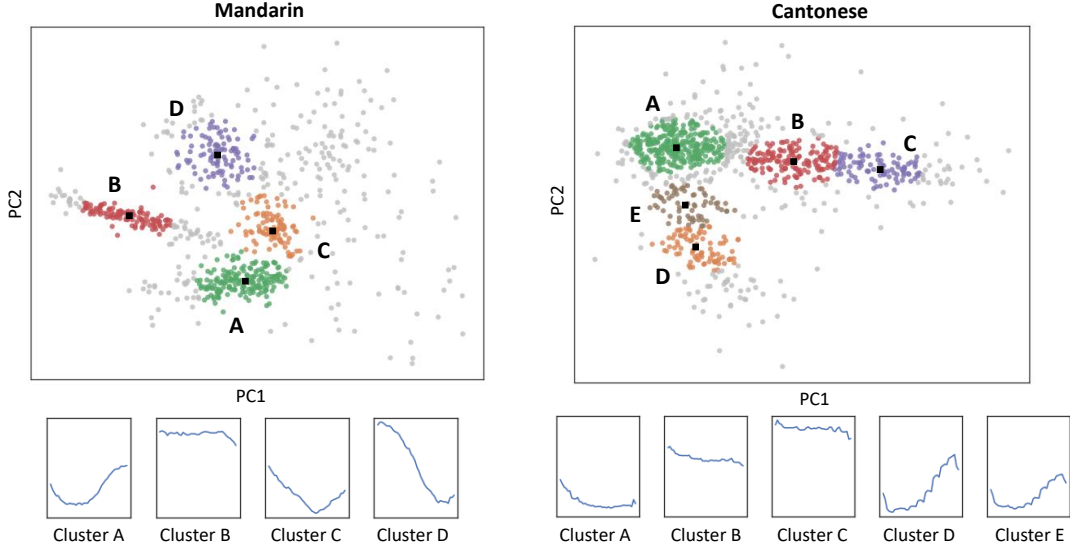 Mandarin
PC2
D
B
C
A
PC1
Cluster A
Cluster B
Cluster C
Cluster D
Cantonese
PC2
A
B
C
E
D
PC1
Cluster A
Cluster B
Cluster C
Cluster D
Cluster E